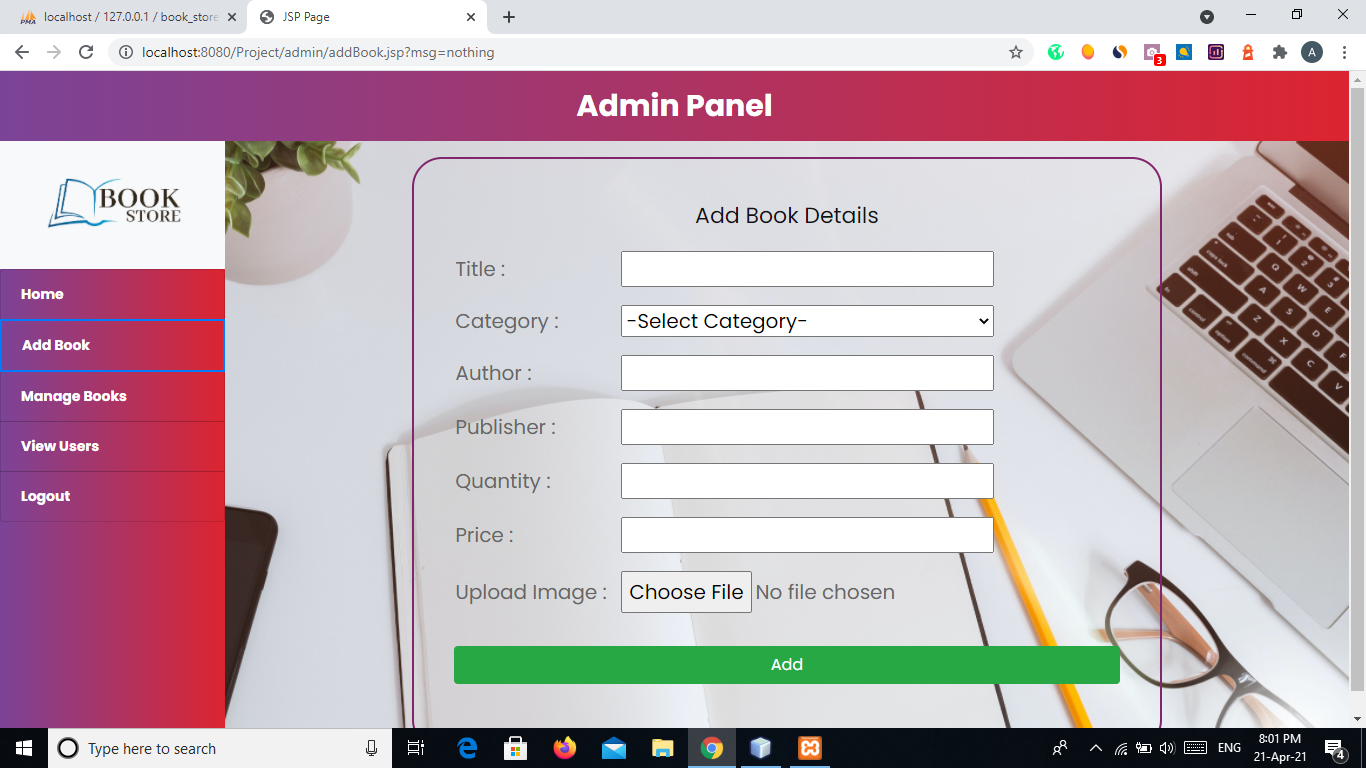 localhost / 127.0.0.1 / book_store
JSP Page
localhost:8080/Project/admin/addBook.jsp?msg=nothing
3
A
Admin Panel
BOOK
STORE
Home
Add Book
Manage Books
View Users
Logout
Add Book Details
Title :
Category :
-Select Category-
Author :
Publisher :
Quantity :
Price :
Upload Image :
Choose File No file chosen
Add
Type here to search
ENG
8:01 PM
21-Apr-21
4